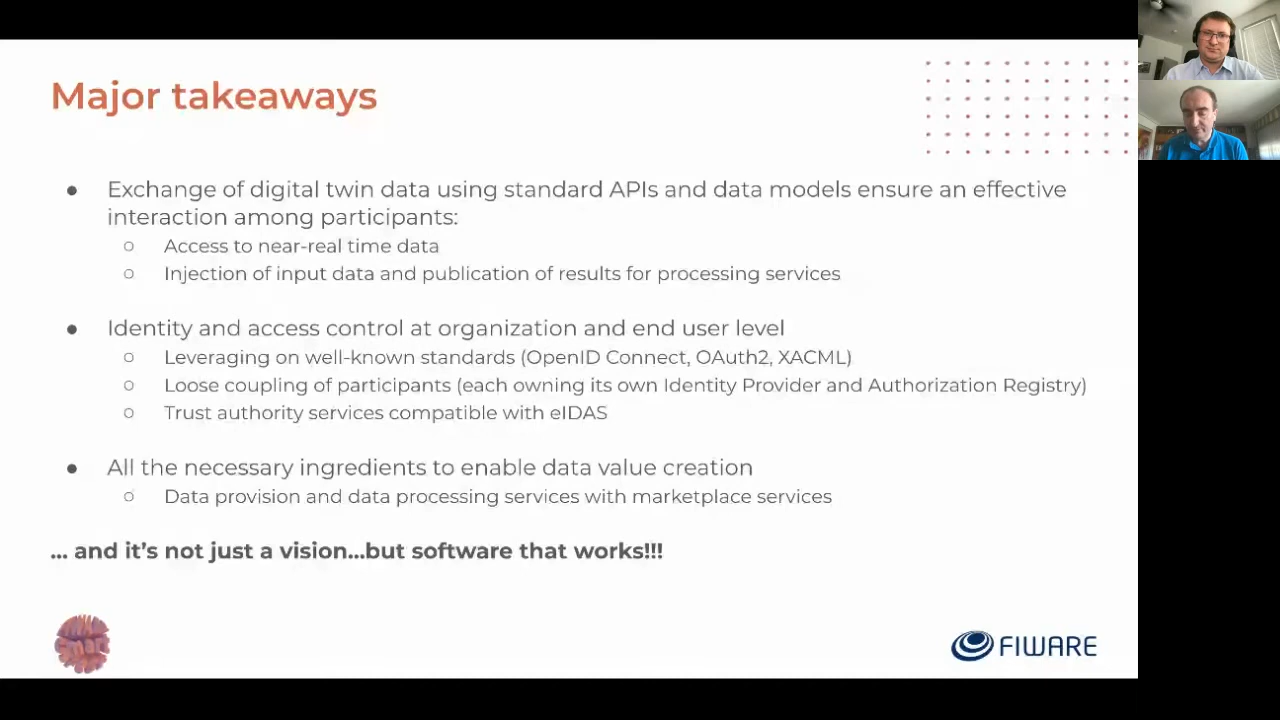 Major takeaways
● Exchange of digital twin data using standard APIs and data models ensure an effective
interaction among participants:
○ Access to near-real time data
○ Injection of input data and publication of results for processing services
● Identity and access control at organization and end user level
○ Leveraging on well-known standards (OpenID Connect, OAuth2, XACML)
○ Loose coupling of participants (each owning its own Identity Provider and Authorization Registry)
○ Trust authority services compatible with eIDAS
● All the necessary ingredients to enable data value creation
○ Data provision and data processing services with marketplace services
... and it's not just a vision...but software that works!!!
FIWARE